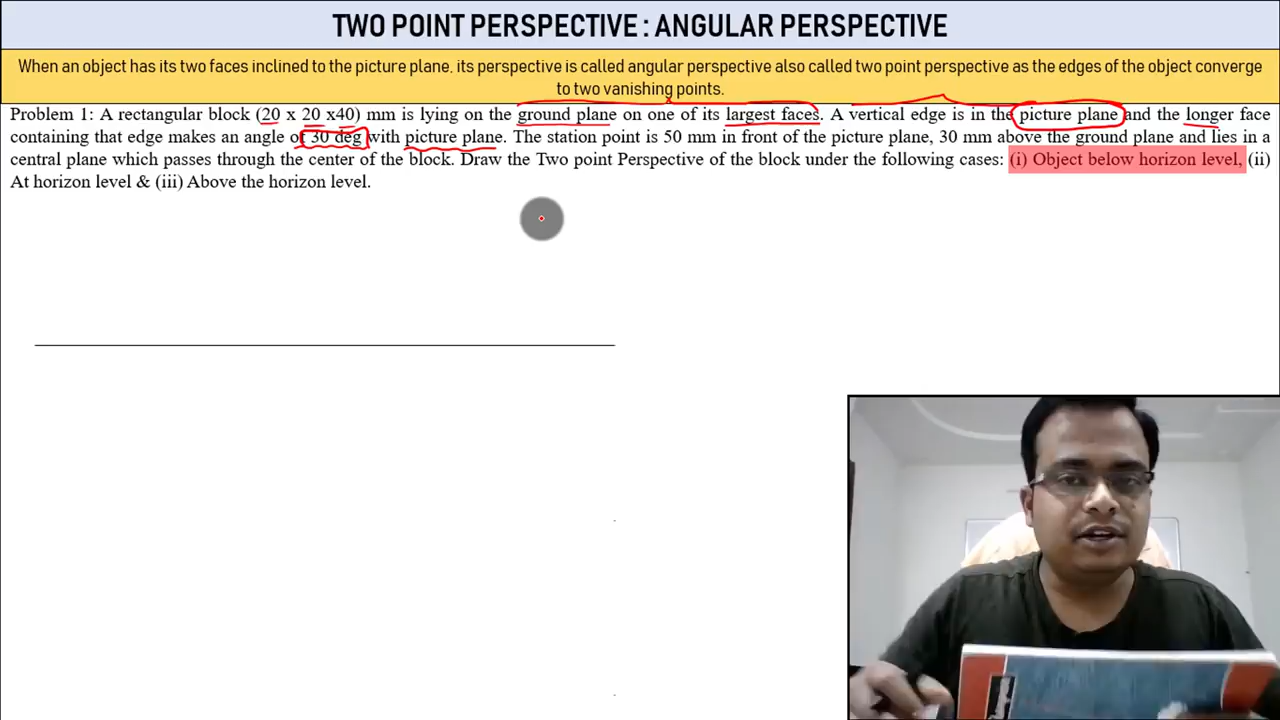 TWO POINT PERSPECTIVE : ANGULAR PERSPECTIVE
When an object has its two faces inclined to the picture plane, its perspective is called angular perspective also called two point perspective as the edges of the object converge
to two vanishing points.
Problem 1: A rectangular block (20 x 20 x40) mm is lying on the ground plane on one of its largest faces. A vertical edge is in the picture plane and the longer face
containing that edge makes an angle of 30 deg with picture plane. The station point is 50 mm in front of the picture plane, 30 mm above the ground plane and lies in a
central plane which passes through the center of the block. Draw the Two point Perspective of the block under the following cases: (i) Object below horizon level, (ii)
At horizon level & (iii) Above the horizon level.